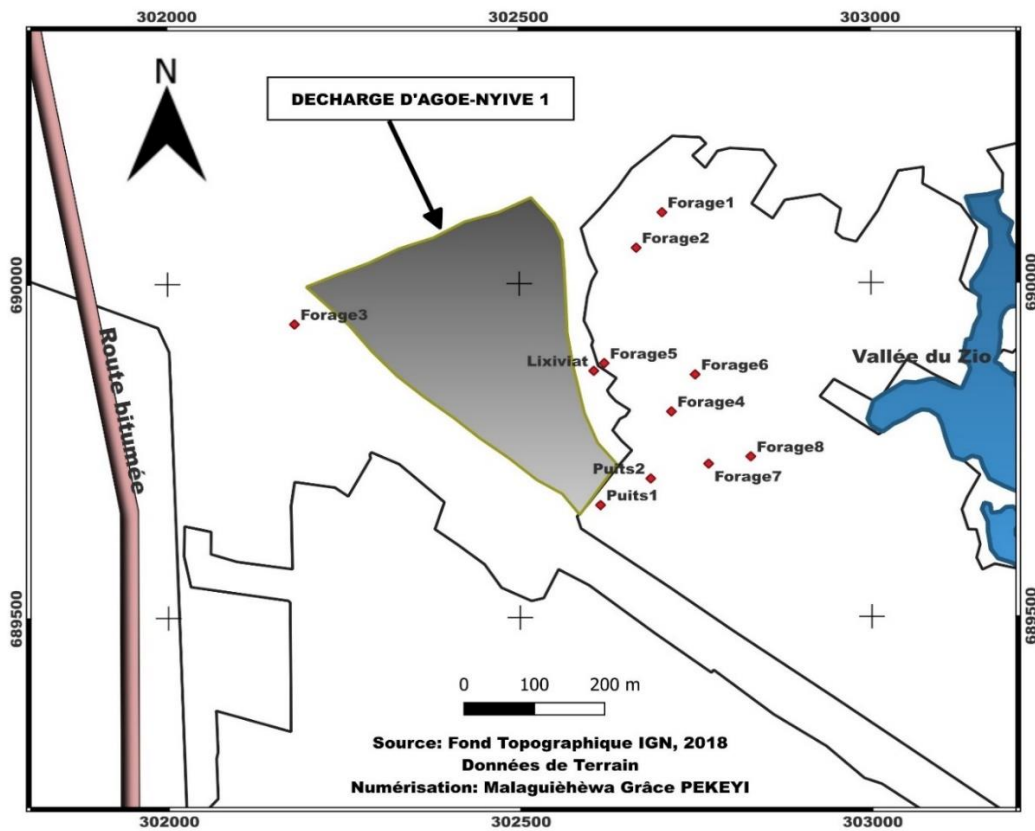 302000 302500 303000
N
DECHARGE D'AGOE-NYIVE 1
Forage1
Forage2
690000 690000
Forage3
Route bitumée
Lixiviat
Forage5
Forage6
Vallée du Zio
Forage4
Forage8
Forage7
Puits2
Puits1
689500 689500
0 100 200 m
Source: Fond Topographique IGN, 2018
Données de Terrain
Numérisation: Malaguièhèwa Grâce PEKEYI
302000 302500 303000